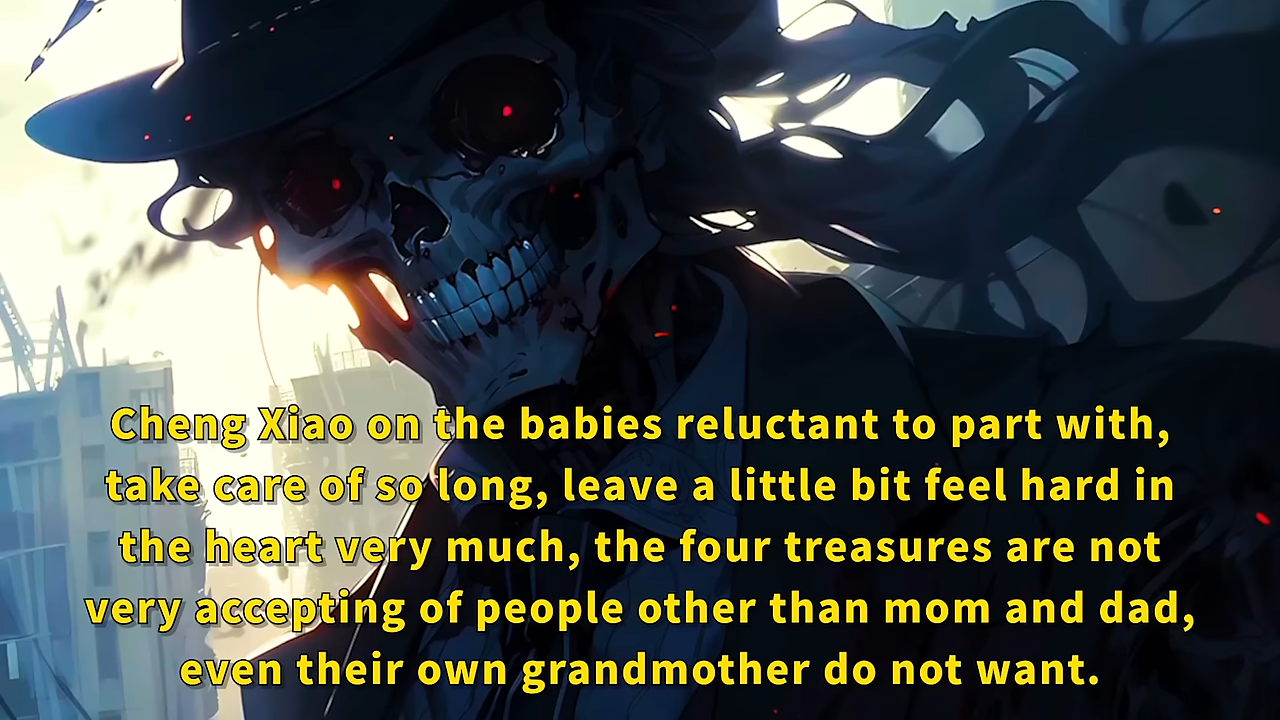 Cheng Xiao on the babies reluctant to part with,
take care of so long, leave a little bit feel hard in
the heart very much, the four treasures are not
very accepting of people other than mom and dad,
even their own grandmother do not want.